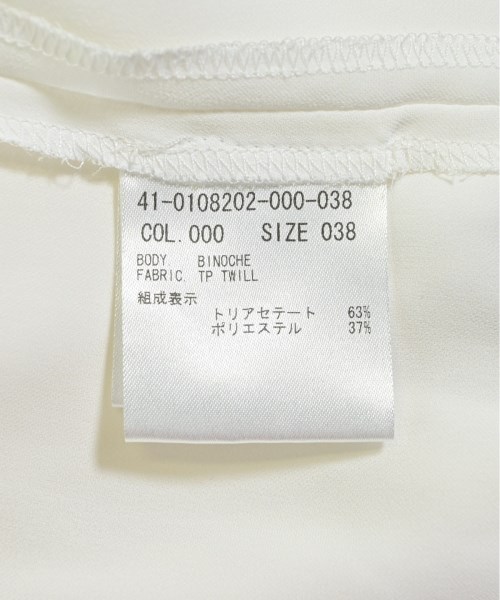 41-0108202-000-038
COL. 000 SIZE 038
BODY. BINOCHE
FABRIC. TP TWILL
組成表示
トリアセテート 63%
ポリエステル 37%